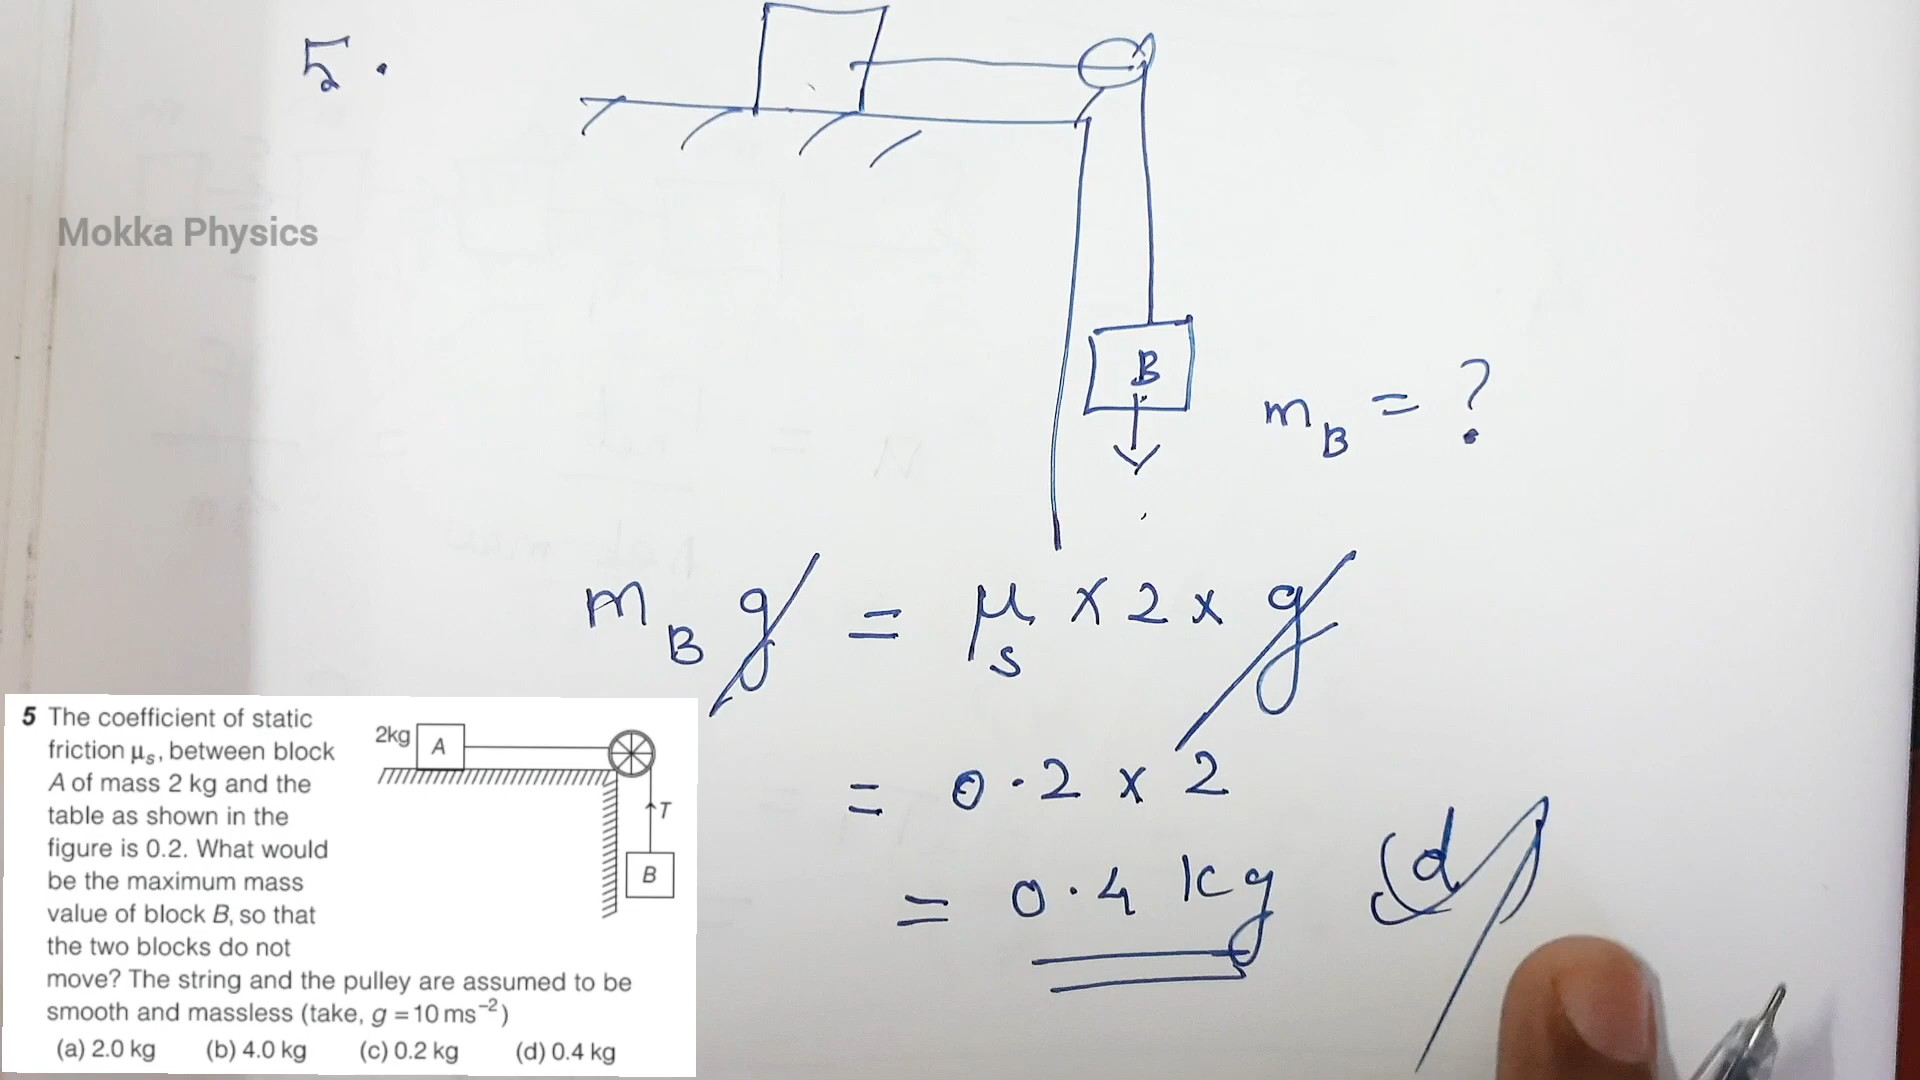 5.
Mokka Physics
B
m_B = ?
m_B g = μ_s × 2 × g
= 0.2 × 2
= 0.4 kg (d)
5 The coefficient of static
friction μ_s, between block
A of mass 2 kg and the
table as shown in the
figure is 0.2. What would
be the maximum mass
value of block B, so that
the two blocks do not
move? The string and the pulley are assumed to be
smooth and massless (take, g = 10 ms⁻²)
(a) 2.0 kg (b) 4.0 kg (c) 0.2 kg (d) 0.4 kg
2kg A
T
B